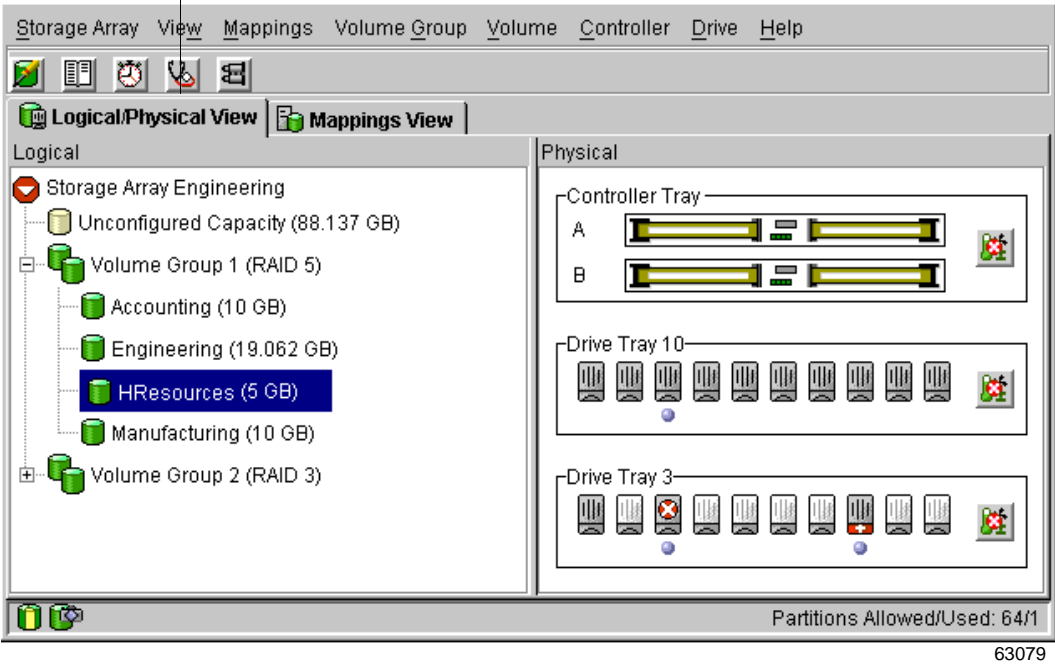 Storage Array View Mappings Volume Group Volume Controller Drive Help
Logical/Physical View Mappings View
Logical
Storage Array Engineering
Unconfigured Capacity (88.137 GB)
Volume Group 1 (RAID 5)
Accounting (10 GB)
Engineering (19.062 GB)
HResources (5 GB)
Manufacturing (10 GB)
Volume Group 2 (RAID 3)
Physical
Controller Tray
A
B
Drive Tray 10
Drive Tray 3
Partitions Allowed/Used: 64/1
63079